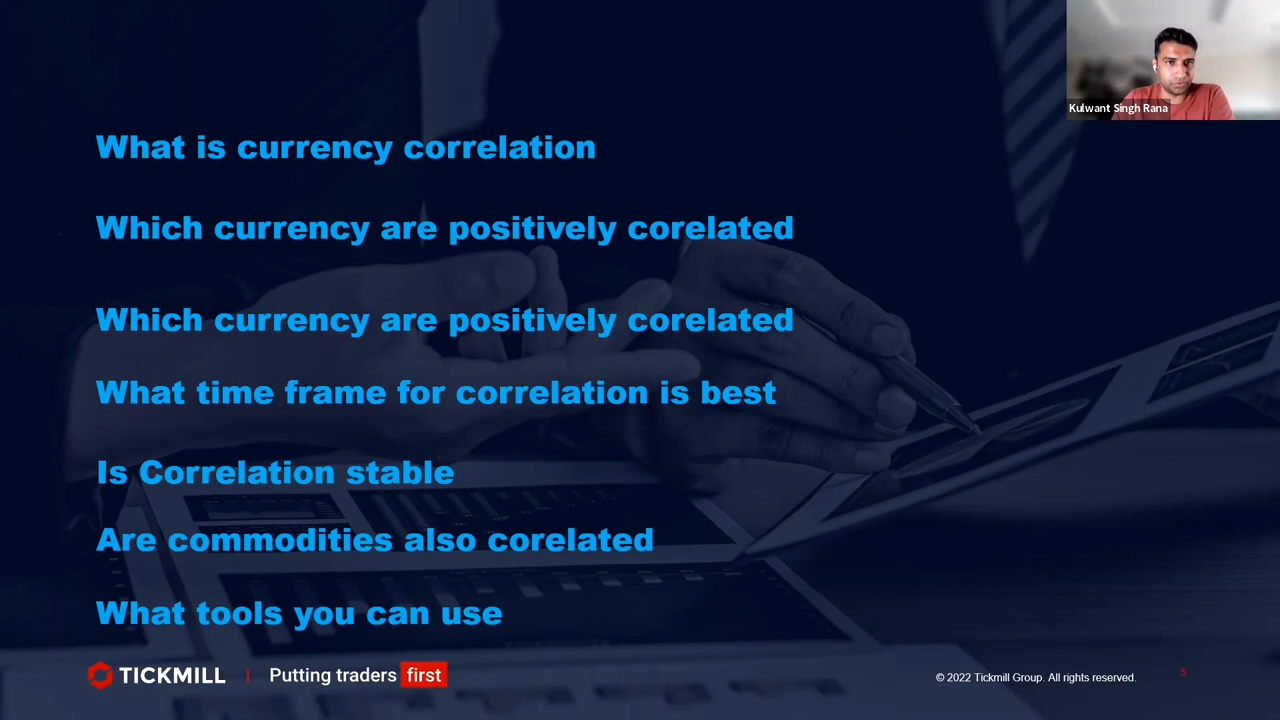 Kulwant Singh Rana
What is currency correlation
Which currency are positively corelated
Which currency are positively corelated
What time frame for correlation is best
Is Correlation stable
Are commodities also corelated
What tools you can use
TICKMILL | Putting traders first
© 2022 Tickmill Group. All rights reserved.
5